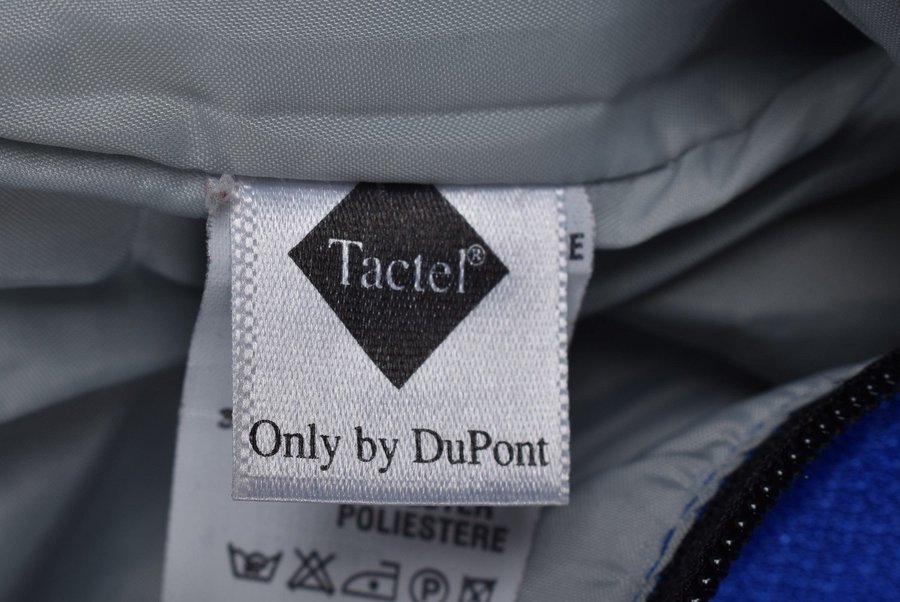 Tactel®
E
Only by DuPont
POLIESTERE
P